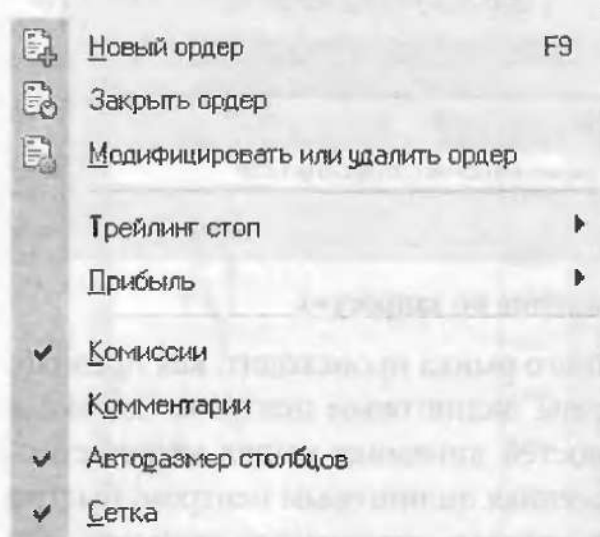 Новый ордер F9
Закрыть ордер
Модифицировать или удалить ордер
Трейлинг стоп
Прибыль
Комиссии
Комментарии
Авторазмер столбцов
Сетка